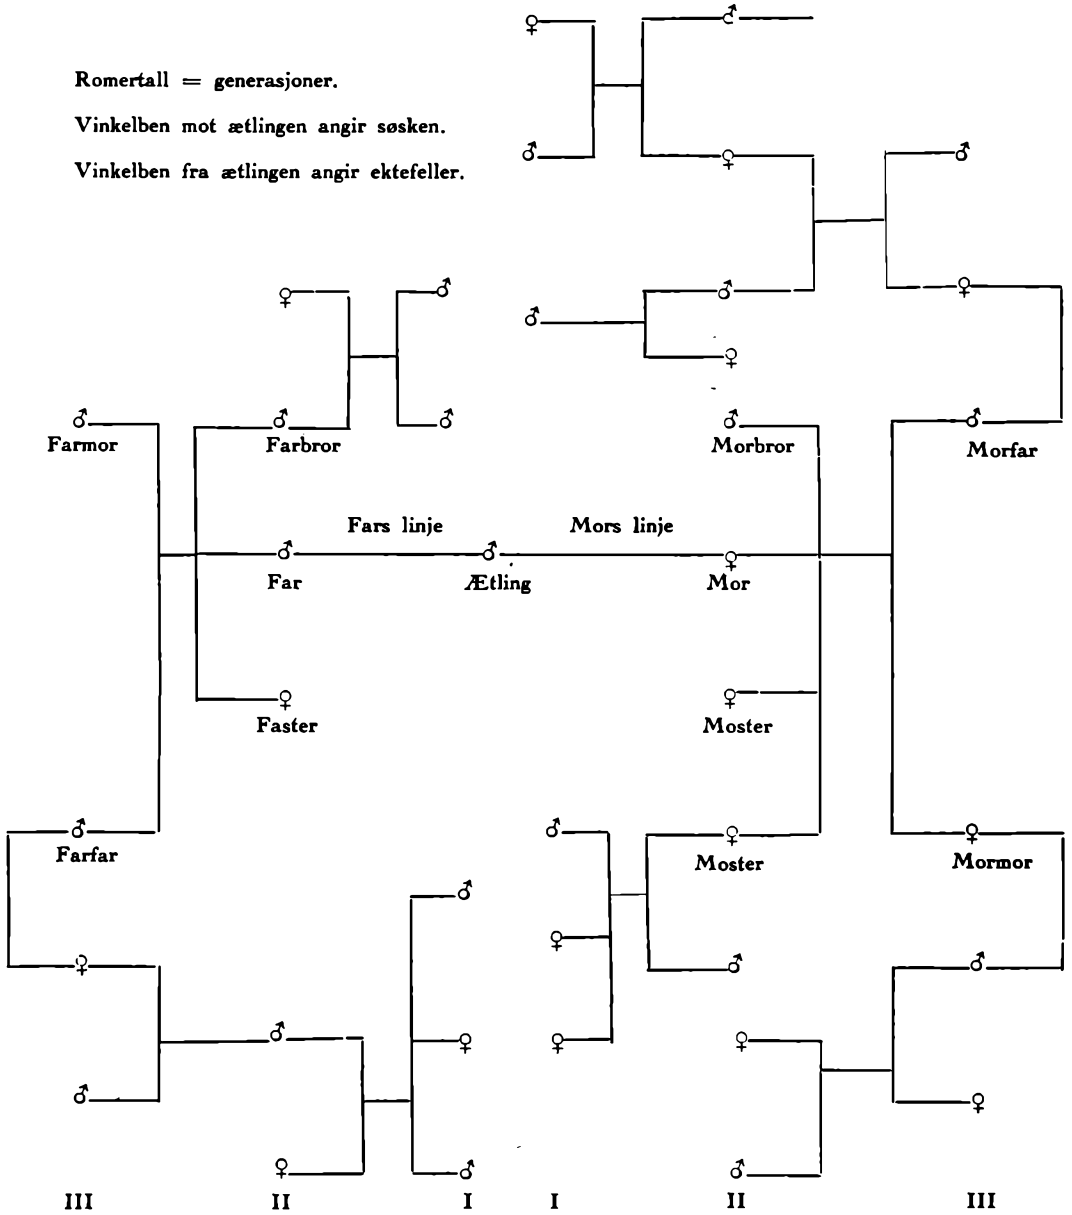 Romertall = generasjoner.
Vinkelben mot ætlingen angir søsken.
Vinkelben fra ætlingen angir ektefeller.
Farmor
Farbror
Morbror
Morfar
Fars linje
Mors linje
Far
Ætling
Mor
Faster
Moster
Farfar
Moster
Mormor
III
II
I
I
II
III